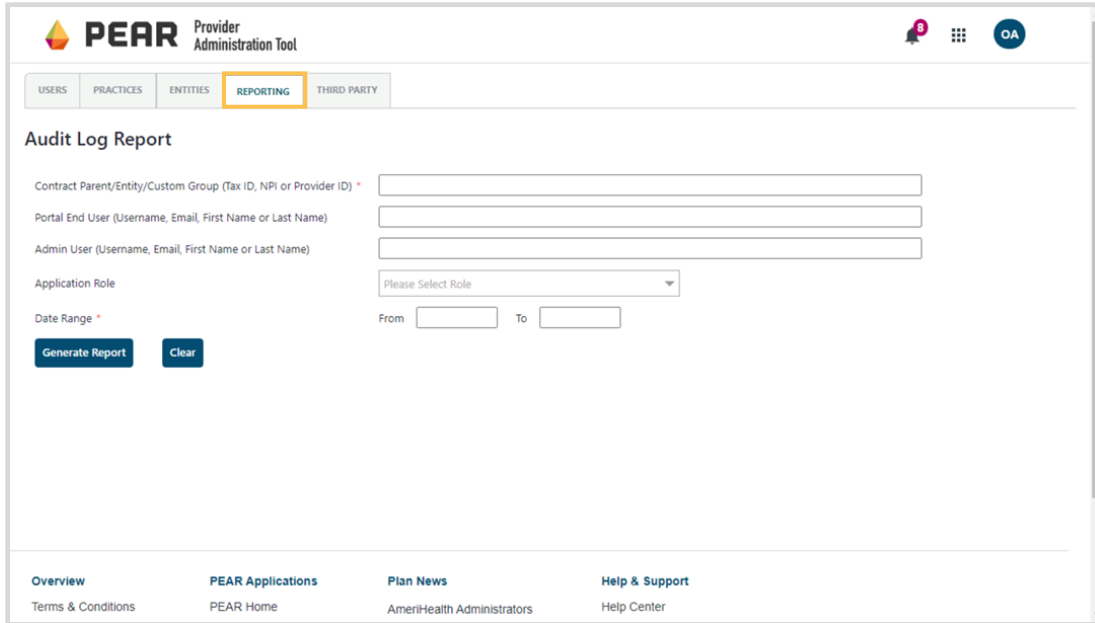 PEAR Provider
Administration Tool
8
OA
USERS PRACTICES ENTITIES REPORTING THIRD PARTY
Audit Log Report
Contract Parent/Entity/Custom Group (Tax ID, NPI or Provider ID) *
Portal End User (Username, Email, First Name or Last Name)
Admin User (Username, Email, First Name or Last Name)
Application Role Please Select Role
Date Range * From To
Generate Report Clear
Overview PEAR Applications Plan News Help & Support
Terms & Conditions PEAR Home AmeriHealth Administrators Help Center